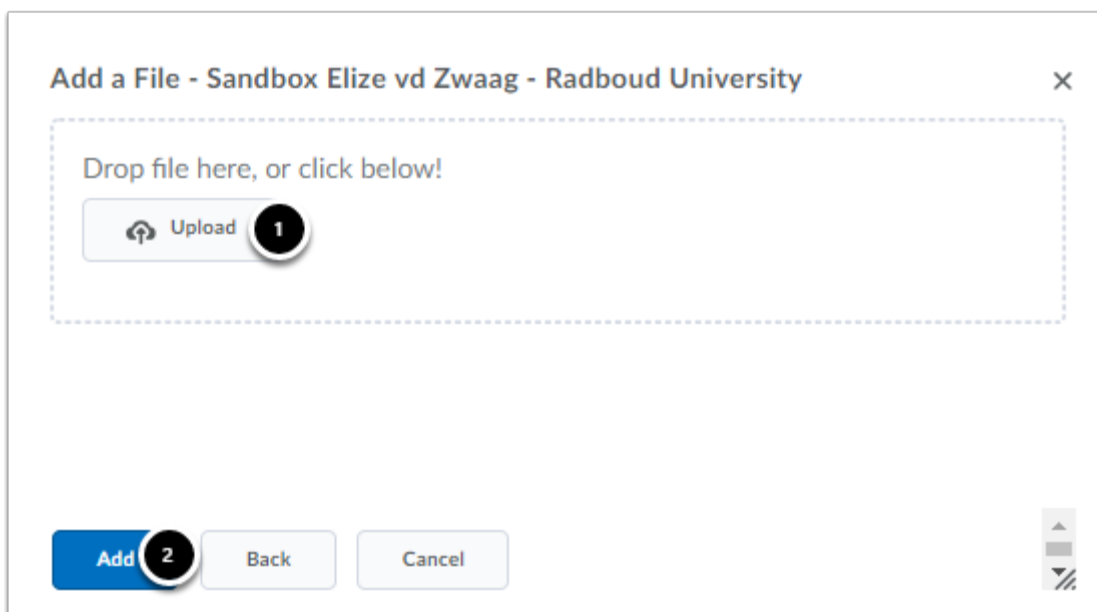 Add a File - Sandbox Elize vd Zwaag - Radboud University
Drop file here, or click below!
Upload 1
Add 2 Back Cancel